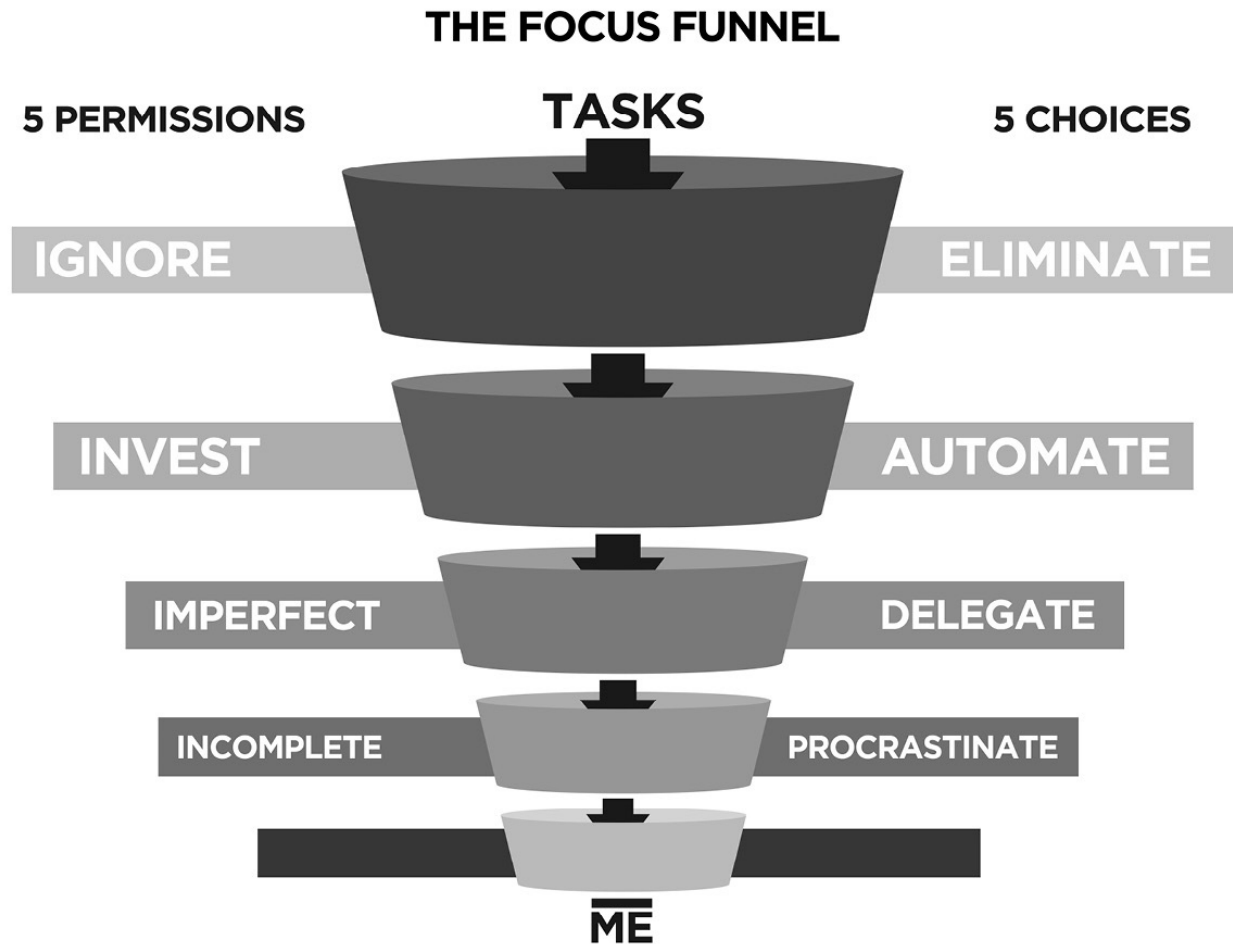 THE FOCUS FUNNEL
5 PERMISSIONS
TASKS
5 CHOICES
IGNORE
ELIMINATE
INVEST
AUTOMATE
IMPERFECT
DELEGATE
INCOMPLETE
PROCRASTINATE
ME